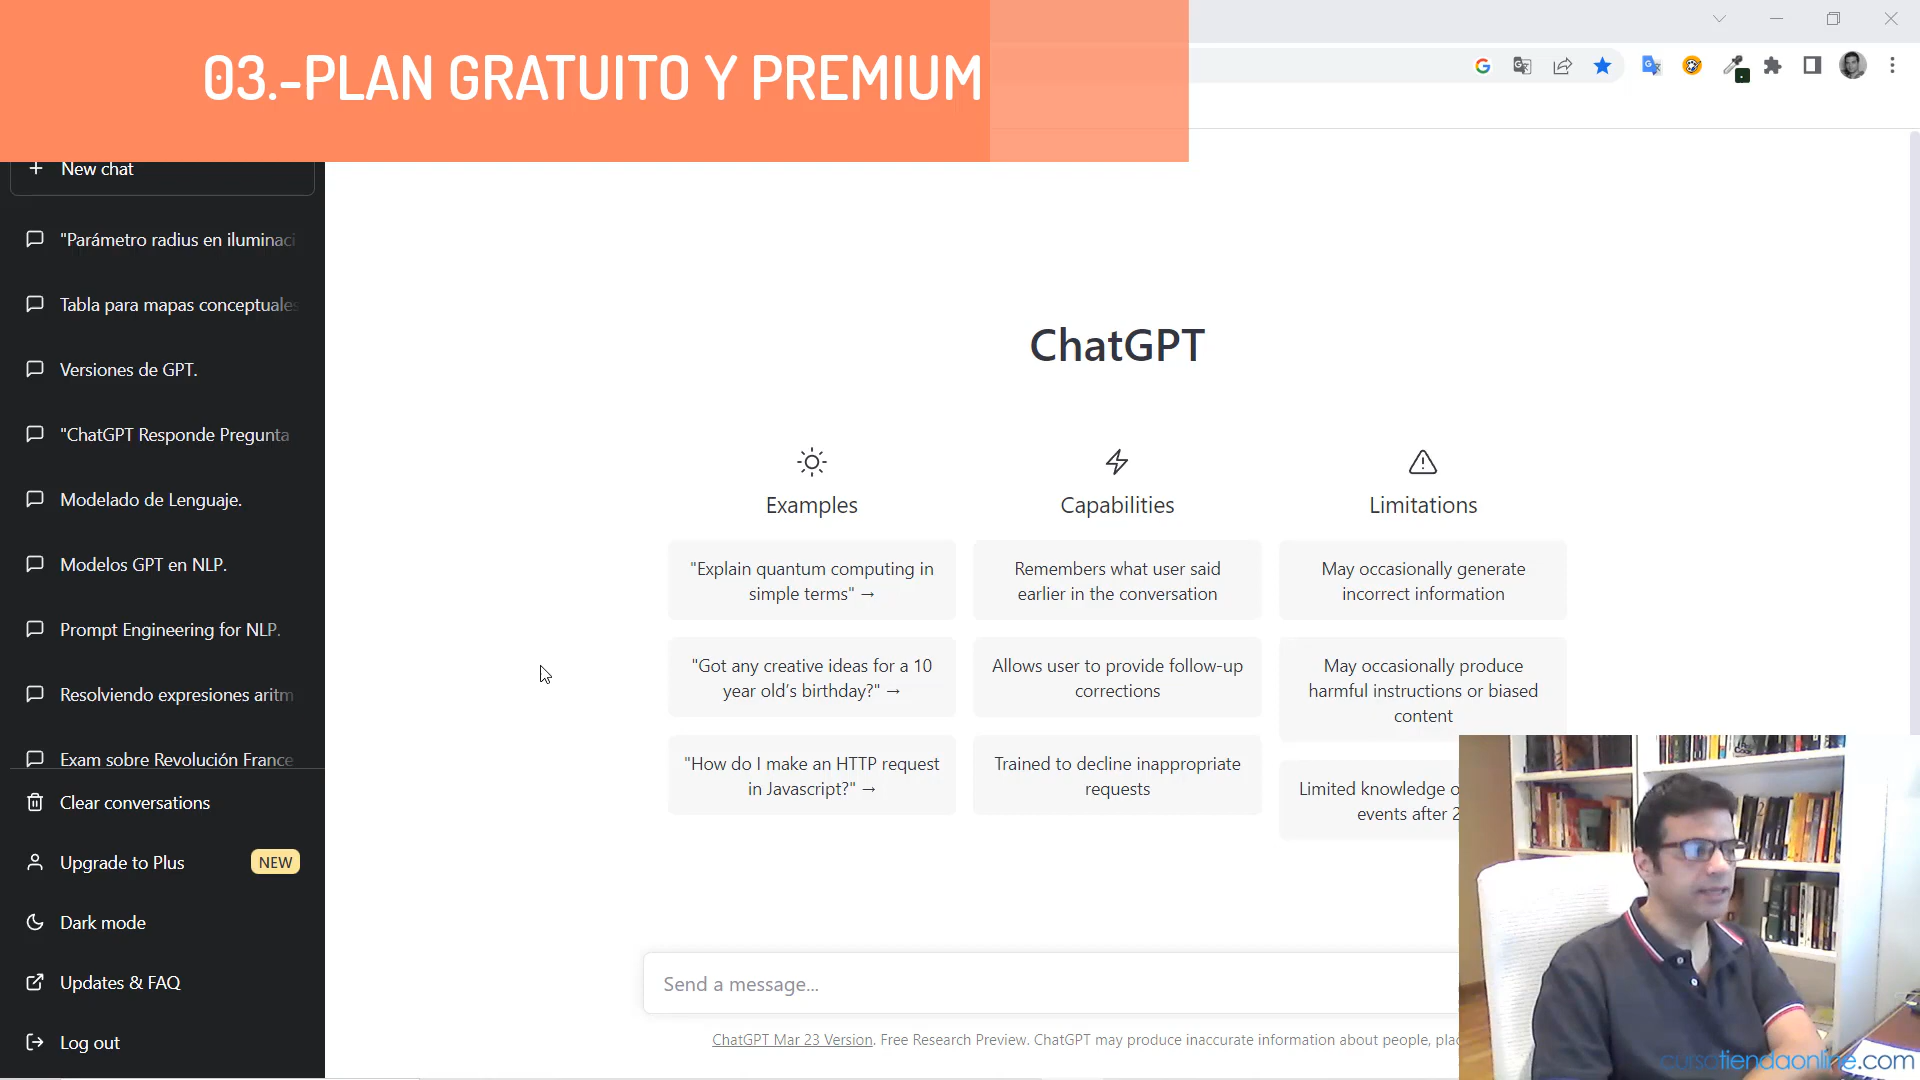 03.-PLAN GRATUITO Y PREMIUM
New chat
"Parámetro radius en iluminaci
Tabla para mapas conceptuales
Versiones de GPT.
"ChatGPT Responde Pregunta
Modelado de Lenguaje.
Modelos GPT en NLP.
Prompt Engineering for NLP.
Resolviendo expresiones aritm
Exam sobre Revolución France
Clear conversations
Upgrade to Plus NEW
Dark mode
Updates & FAQ
Log out
ChatGPT
Examples
"Explain quantum computing in
simple terms" →
"Got any creative ideas for a 10
year old's birthday?" →
"How do I make an HTTP request
in Javascript?" →
Capabilities
Remembers what user said
earlier in the conversation
Allows user to provide follow-up
corrections
Trained to decline inappropriate
requests
Limitations
May occasionally generate
incorrect information
May occasionally produce
harmful instructions or biased
content
Limited knowledge o
events after 2
Send a message...
ChatGPT Mar 23 Version. Free Research Preview. ChatGPT may produce inaccurate information about people, pla
cursotiendaonline.com